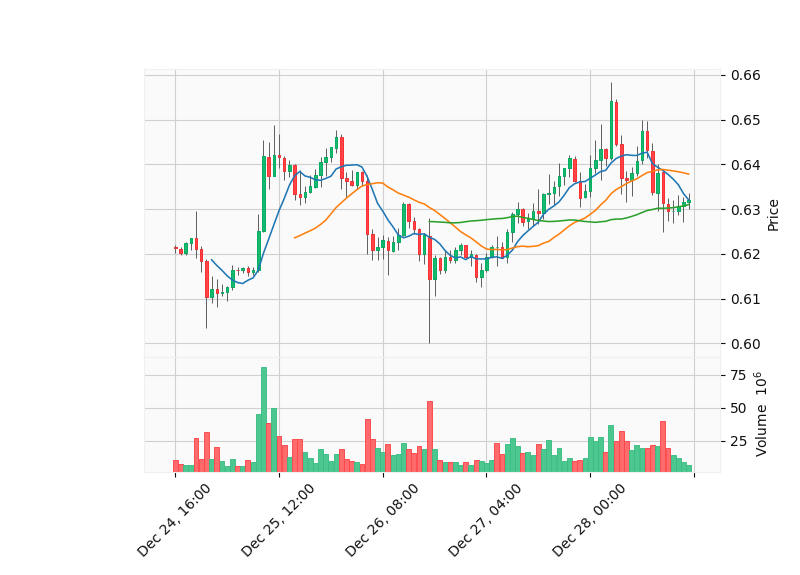 0.66
0.65
0.64
0.63
0.62
0.61
0.60
Price
75
50
25
Volume 10⁶
Dec 24, 16:00
Dec 25, 12:00
Dec 26, 08:00
Dec 27, 04:00
Dec 28, 00:00